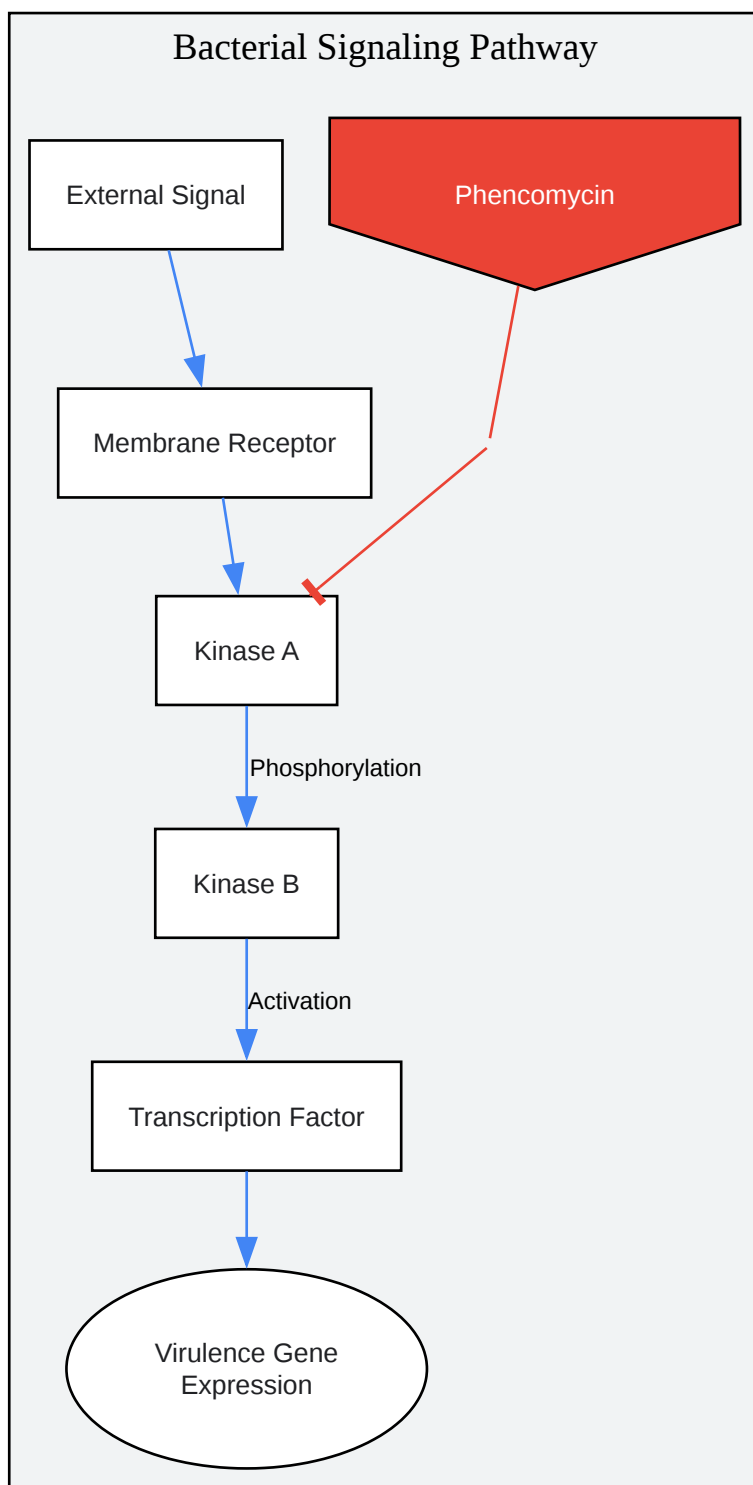 Bacterial Signaling Pathway
External Signal
Phencomycin
Membrane Receptor
Kinase A
Phosphorylation
Kinase B
Activation
Transcription Factor
Virulence Gene
Expression